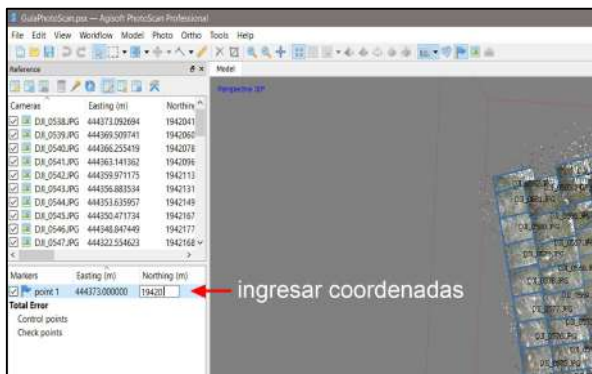 GuiaPhotoScan.psx — Agisoft PhotoScan Professional
File Edit View Workflow Model Photo Ortho Tools Help
Reference
Model
Perspective 30°
Cameras Easting (m) Northing
DJI_0538.JPG 444373.092694 1942041
DJI_0539.JPG 444369.509741 1942060
DJI_0540.JPG 444366.255419 1942078
DJI_0541.JPG 444363.141362 1942096
DJI_0542.JPG 444359.971175 1942113
DJI_0543.JPG 444356.883534 1942131
DJI_0544.JPG 444353.635957 1942149
DJI_0545.JPG 444350.471734 1942167
DJI_0546.JPG 444348.847449 1942177
DJI_0547.JPG 444322.554623 1942168
Markers Easting (m) Northing (m)
point 1 444373.000000 19420
ingresar coordenadas
Total Error
Control points
Check points